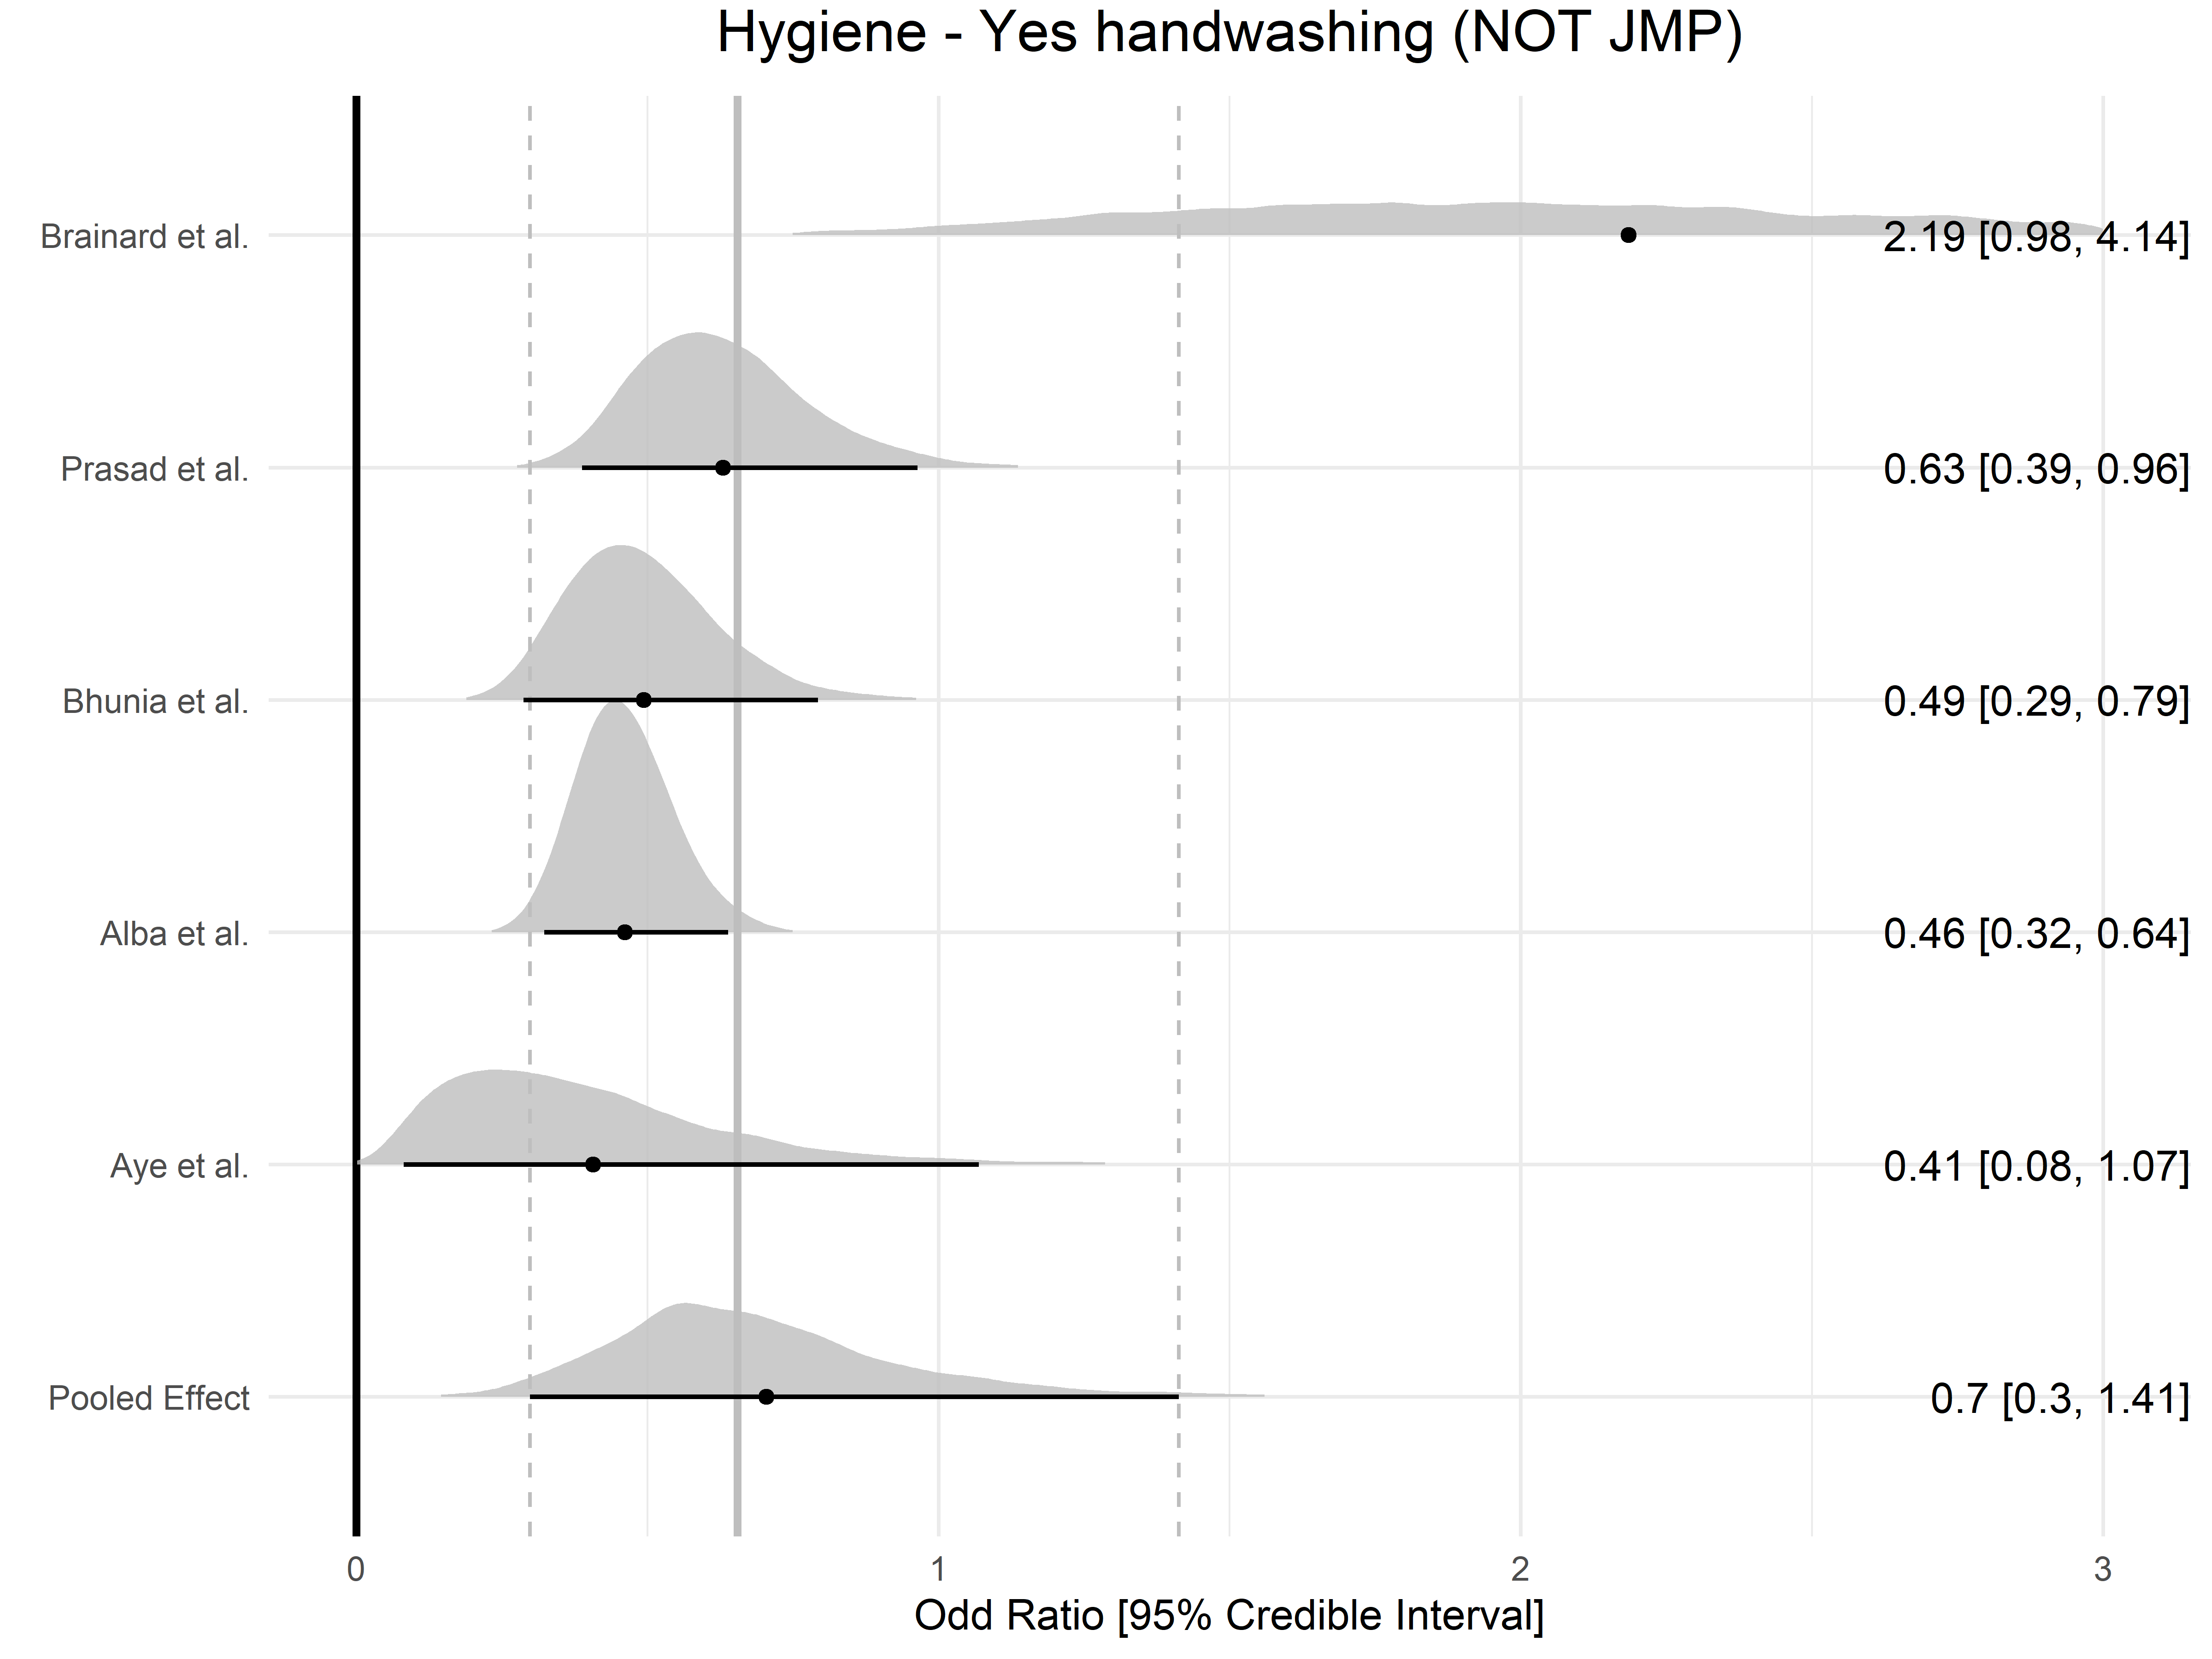 Hygiene - Yes handwashing (NOT JMP)
Brainard et al.
2.19 [0.98, 4.14]
Prasad et al.
0.63 [0.39, 0.96]
Bhunia et al.
0.49 [0.29, 0.79]
Alba et al.
0.46 [0.32, 0.64]
Aye et al.
0.41 [0.08, 1.07]
Pooled Effect
0.7 [0.3, 1.41]
0 1 2 3
Odd Ratio [95% Credible Interval]